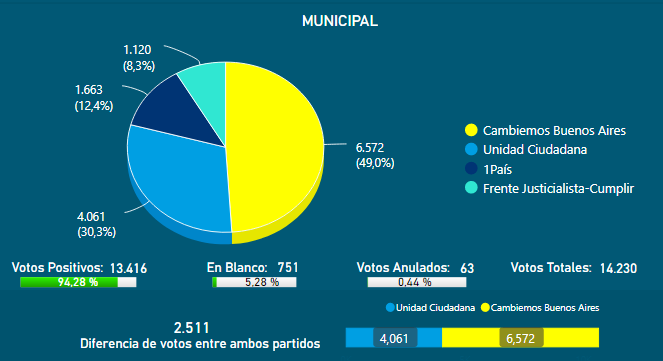 MUNICIPAL
1.120
(8,3%)
1.663
(12,4%)
6.572
(49,0%)
4.061
(30,3%)
Cambiemos Buenos Aires
Unidad Ciudadana
1País
Frente Justicialista-Cumplir
Votos Positivos: 13.416
94,28 %
En Blanco: 751
5,28 %
Votos Anulados: 63
0,44 %
Votos Totales: 14.230
Unidad Ciudadana Cambiemos Buenos Aires
2.511
Diferencia de votos entre ambos partidos
4,061 6,572